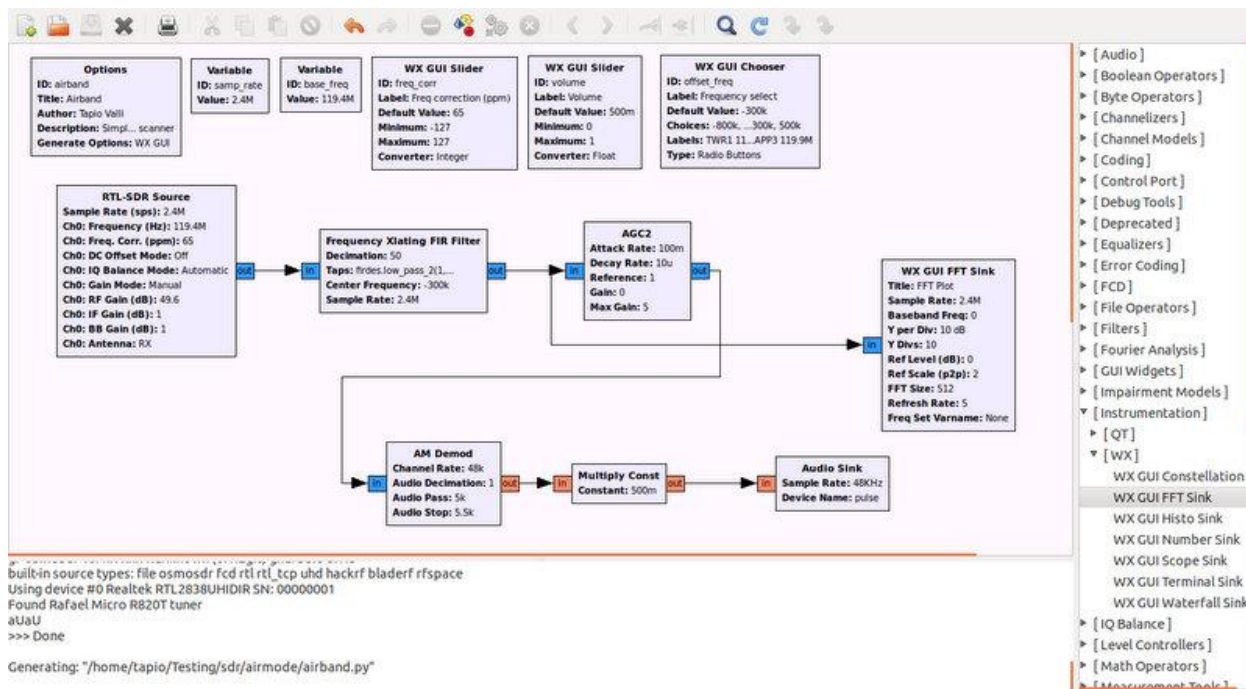 Options
ID: airband
Title: Airband
Author: Tapio Valli
Description: Simpl... scanner
Generate Options: WX GUI
Variable
ID: samp_rate
Value: 2.4M
Variable
ID: base_freq
Value: 119.4M
WX GUI Slider
ID: freq_corr
Label: Freq correction (ppm)
Default Value: 65
Minimum: -127
Maximum: 127
Converter: Integer
WX GUI Slider
ID: volume
Label: Volume
Default Value: 500m
Minimum: 0
Maximum: 1
Converter: Float
WX GUI Chooser
ID: offset_freq
Label: Frequency select
Default Value: -300k
Choices: -800k, ...300k, 500k
Labels: TWR1 11...APP3 119.9M
Type: Radio Buttons
RTL-SDR Source
Sample Rate (sps): 2.4M
Ch0: Frequency (Hz): 119.4M
Ch0: Freq. Corr. (ppm): 65
Ch0: DC Offset Mode: Off
Ch0: IQ Balance Mode: Automatic
Ch0: Gain Mode: Manual
Ch0: RF Gain (dB): 49.6
Ch0: IF Gain (dB): 1
Ch0: BB Gain (dB): 1
Ch0: Antenna: RX
out
in
Frequency Xlating FIR Filter
Decimation: 50
Taps: firdes.low_pass_2(1,...
Center Frequency: -300k
Sample Rate: 2.4M
out
in
AGC2
Attack Rate: 100m
Decay Rate: 10u
Reference: 1
Gain: 0
Max Gain: 5
out
in
WX GUI FFT Sink
Title: FFT Plot
Sample Rate: 2.4M
Baseband Freq: 0
Y per Div: 10 dB
Y Divs: 10
Ref Level (dB): 0
Ref Scale (p2p): 2
FFT Size: 512
Refresh Rate: 5
Freq Set Varname: None
in
AM Demod
Channel Rate: 48k
Audio Decimation: 1
Audio Pass: 5k
Audio Stop: 5.5k
out
in
Multiply Const
Constant: 500m
out
in
Audio Sink
Sample Rate: 48KHz
Device Name: pulse
built-in source types: file osmosdr fcd rtl rtl_tcp uhd hackrf bladerf rfspace
Using device #0 Realtek RTL2838UHIDIR SN: 00000001
Found Rafael Micro R820T tuner
aUaU
>>> Done
Generating: "/home/tapio/Testing/sdr/airmode/airband.py"
[ Audio ]
[ Boolean Operators ]
[ Byte Operators ]
[ Channelizers ]
[ Channel Models ]
[ Coding ]
[ Control Port ]
[ Debug Tools ]
[ Deprecated ]
[ Equalizers ]
[ Error Coding ]
[ FCD ]
[ File Operators ]
[ Filters ]
[ Fourier Analysis ]
[ GUI Widgets ]
[ Impairment Models ]
[ Instrumentation ]
[ QT ]
[ WX ]
WX GUI Constellation
WX GUI FFT Sink
WX GUI Histo Sink
WX GUI Number Sink
WX GUI Scope Sink
WX GUI Terminal Sink
WX GUI Waterfall Sink
[ IQ Balance ]
[ Level Controllers ]
[ Math Operators ]
[ Measurement Tools ]